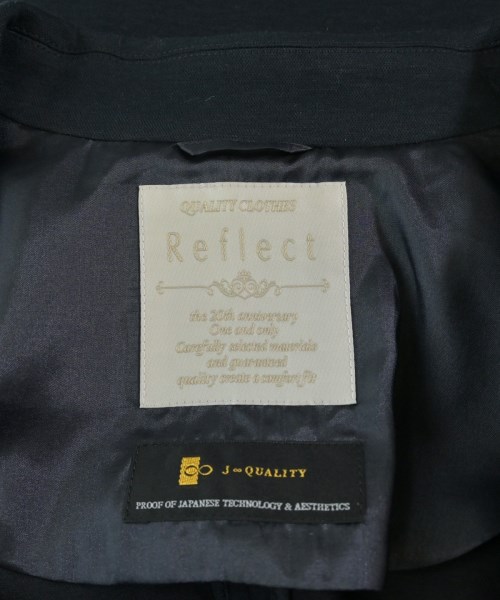 QUALITY CLOTHES
Reflect
the 20th anniversary
One and only
Carefully selected materials
and guaranteed
quality create a comfort fit
J∞QUALITY
PROOF OF JAPANESE TECHNOLOGY & AESTHETICS